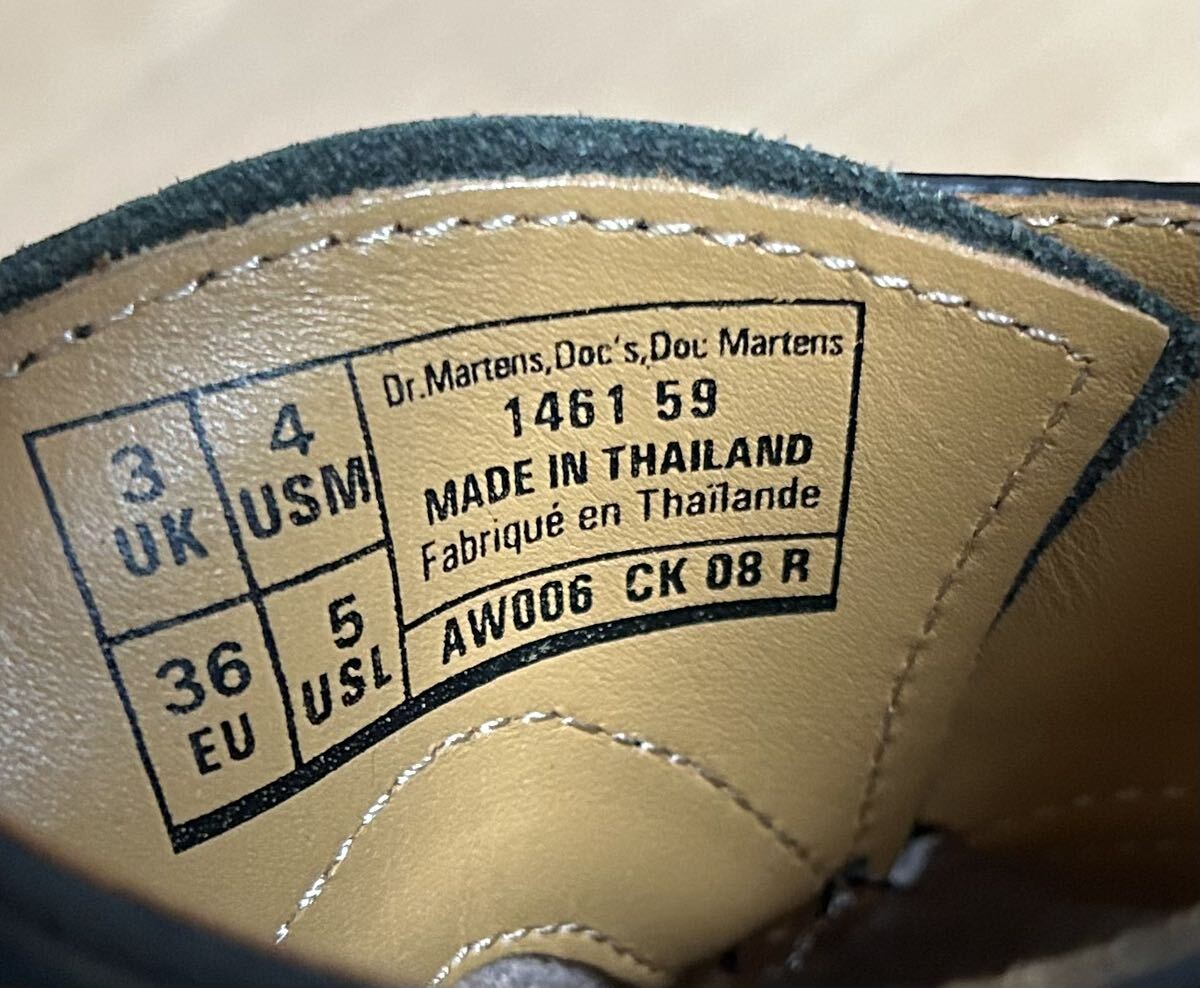 3
UK
4
USM
36
EU
5
USL
Dr.Martens,Doc's,Doc Martens
1461 59
MADE IN THAILAND
Fabriqué en Thaïlande
AW006 CK 08 R